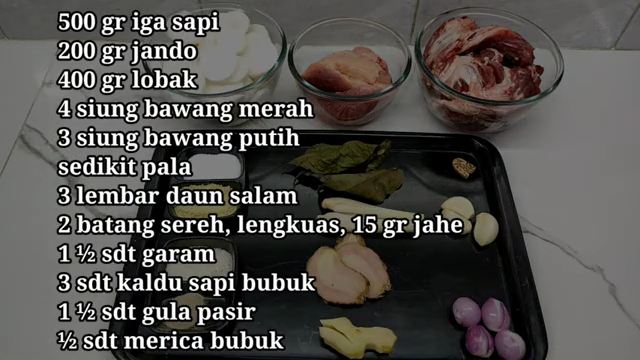 500 gr iga sapi
200 gr jando
400 gr lobak
4 siung bawang merah
3 siung bawang putih
sedikit pala
3 lembar daun salam
2 batang sereh, lengkuas, 15 gr jahe
1 ½ sdt garam
3 sdt kaldu sapi bubuk
1 ½ sdt gula pasir
½ sdt merica bubuk